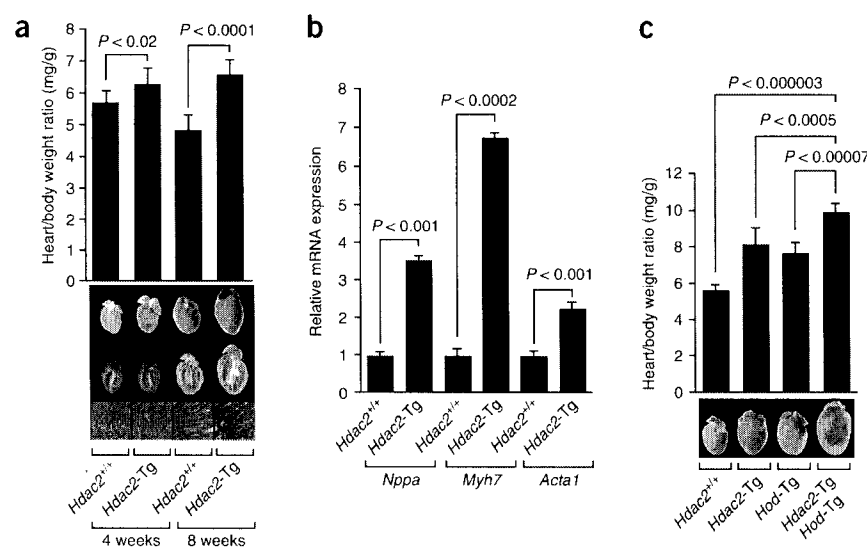 a
Heart/body weight ratio (mg/g)
8
7
6
5
4
3
2
1
0
P < 0.02
P < 0.0001
Hdac2+/+
Hdac2-Tg
Hdac2+/+
Hdac2-Tg
4 weeks
8 weeks
b
Relative mRNA expression
8
7
6
5
4
3
2
1
0
P < 0.001
P < 0.0002
P < 0.001
Hdac2+/+
Hdac2-Tg
Hdac2+/+
Hdac2-Tg
Hdac2+/+
Hdac2-Tg
Nppa
Myh7
Acta1
c
Heart/body weight ratio (mg/g)
12
10
8
6
4
2
0
P < 0.000003
P < 0.0005
P < 0.00007
Hdac2+/+
Hdac2-Tg
Hod-Tg
Hdac2-Tg
Hod-Tg